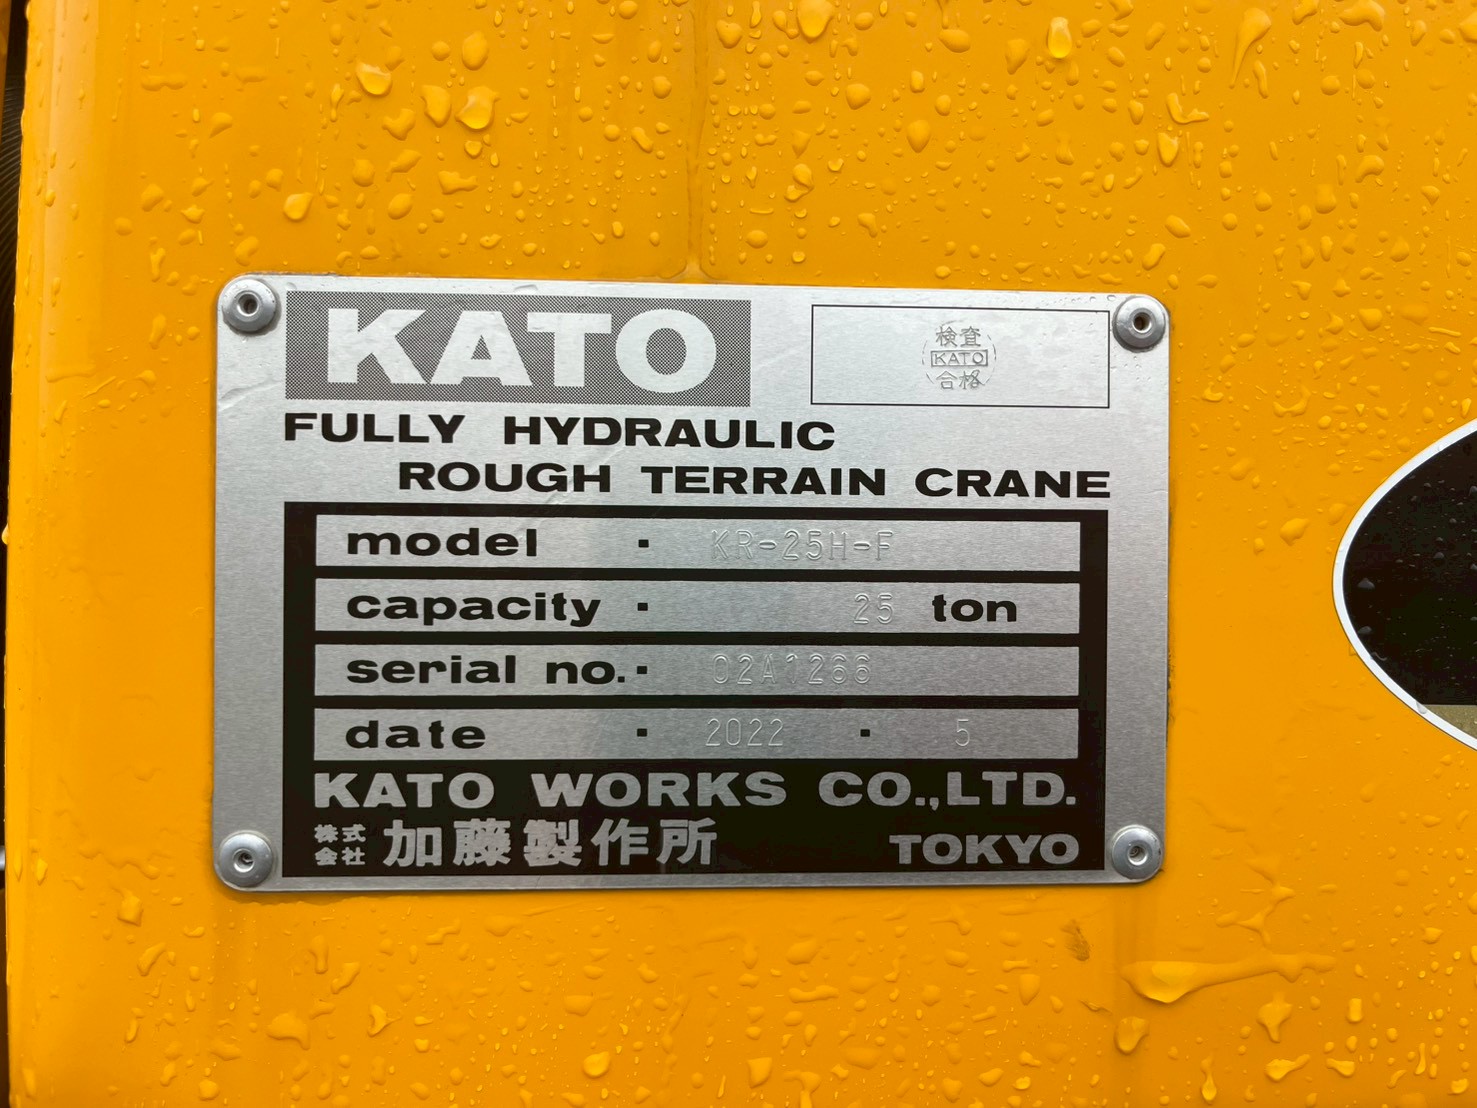 KATO
検査
KATO
合格
FULLY HYDRAULIC
ROUGH TERRAIN CRANE
model · KR-25H-F
capacity · 25 ton
serial no. · 02A1266
date · 2022 · 5
KATO WORKS CO.,LTD.
株式会社 加藤製作所 TOKYO